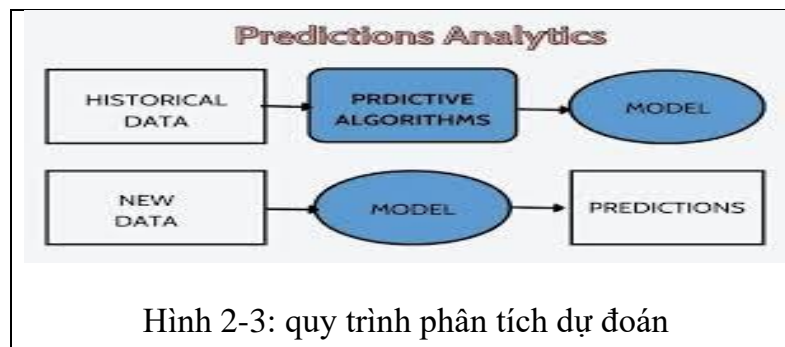 Predictions Analytics
HISTORICAL
DATA
PRDICTIVE
ALGORITHMS
MODEL
NEW
DATA
MODEL
PREDICTIONS
Hình 2-3: quy trình phân tích dự đoán